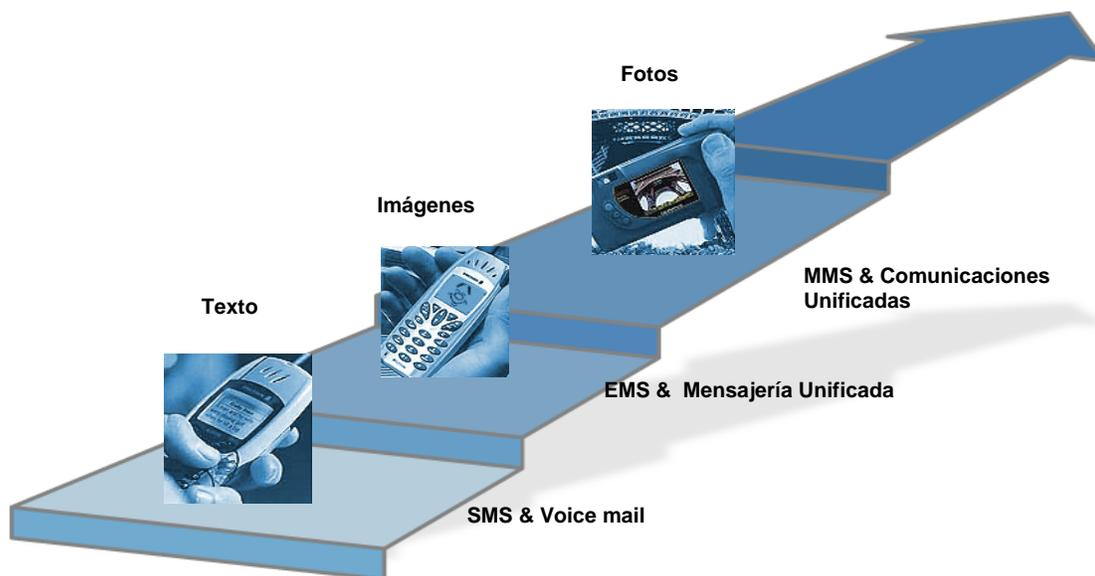 Fotos
Imágenes
Texto
MMS & Comunicaciones
Unificadas
EMS & Mensajería Unificada
SMS & Voice mail